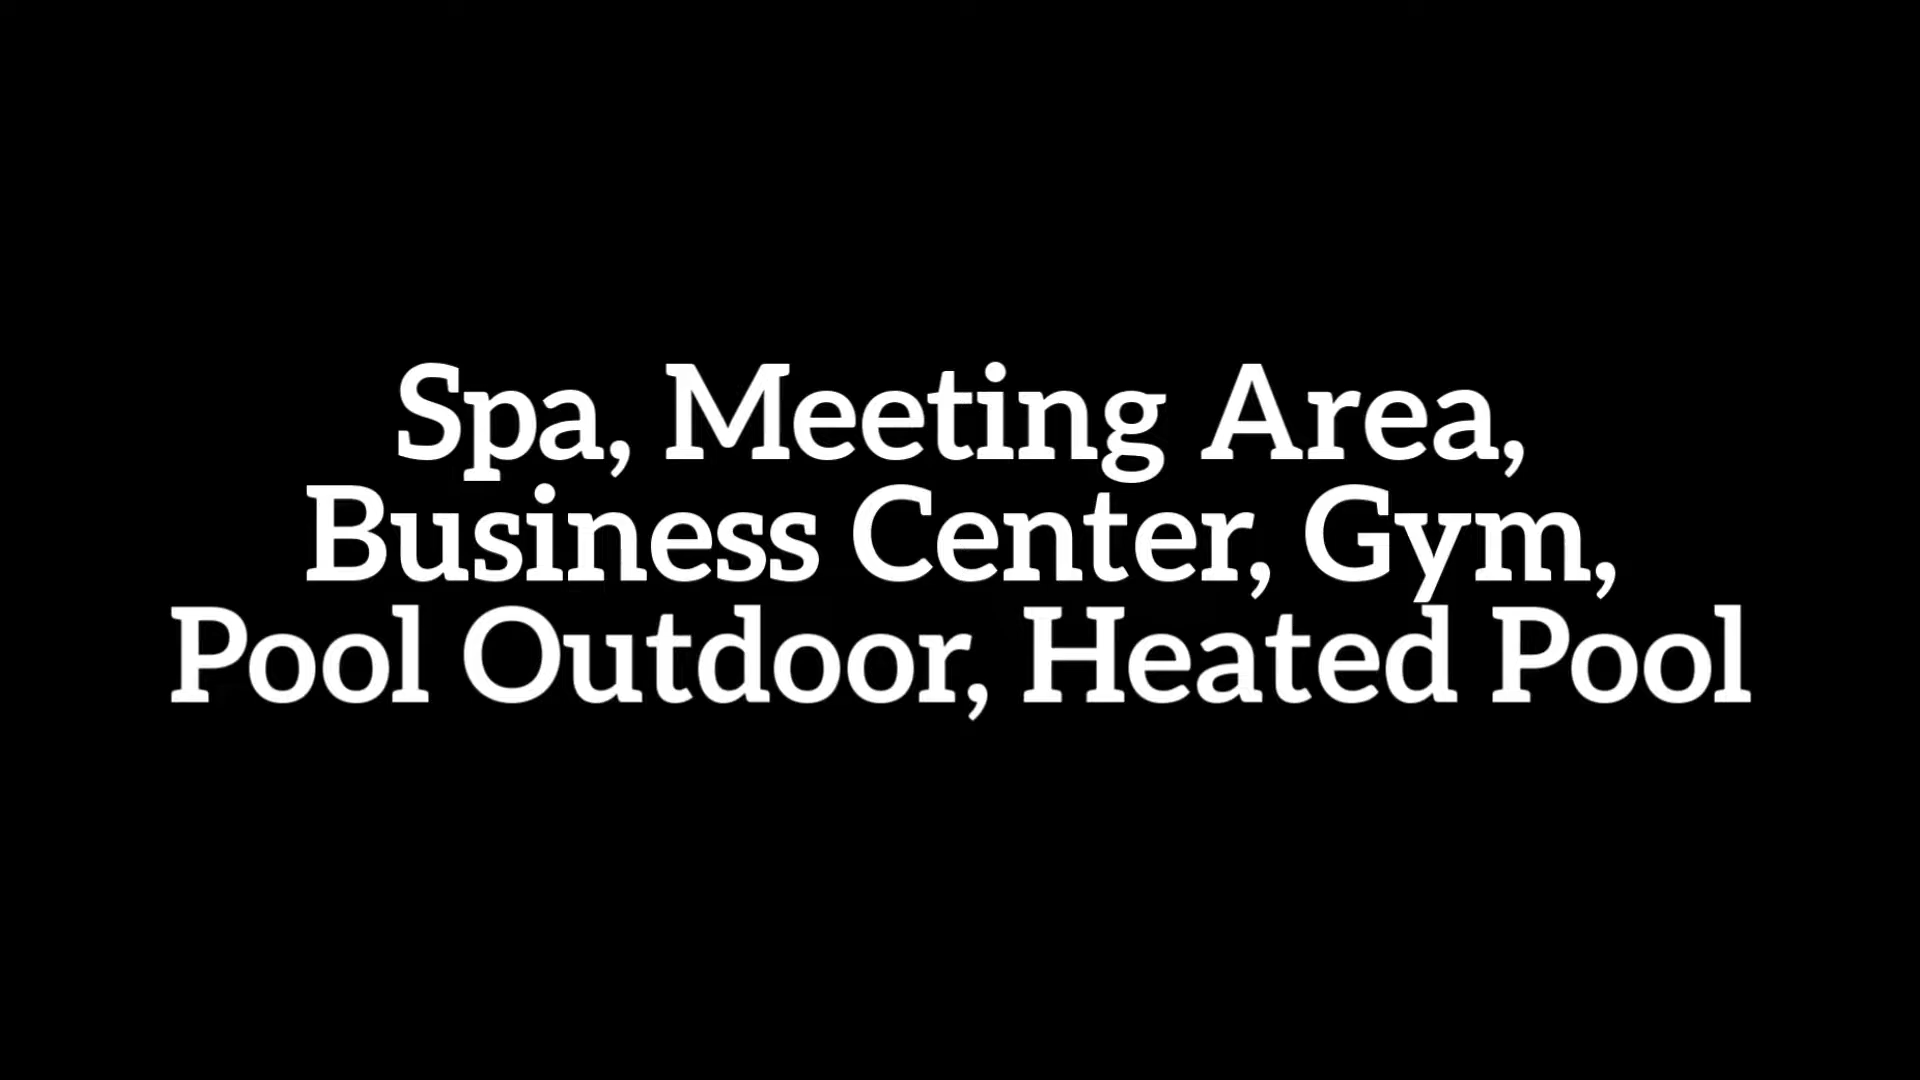 Spa, Meeting Area,
Business Center, Gym,
Pool Outdoor, Heated Pool